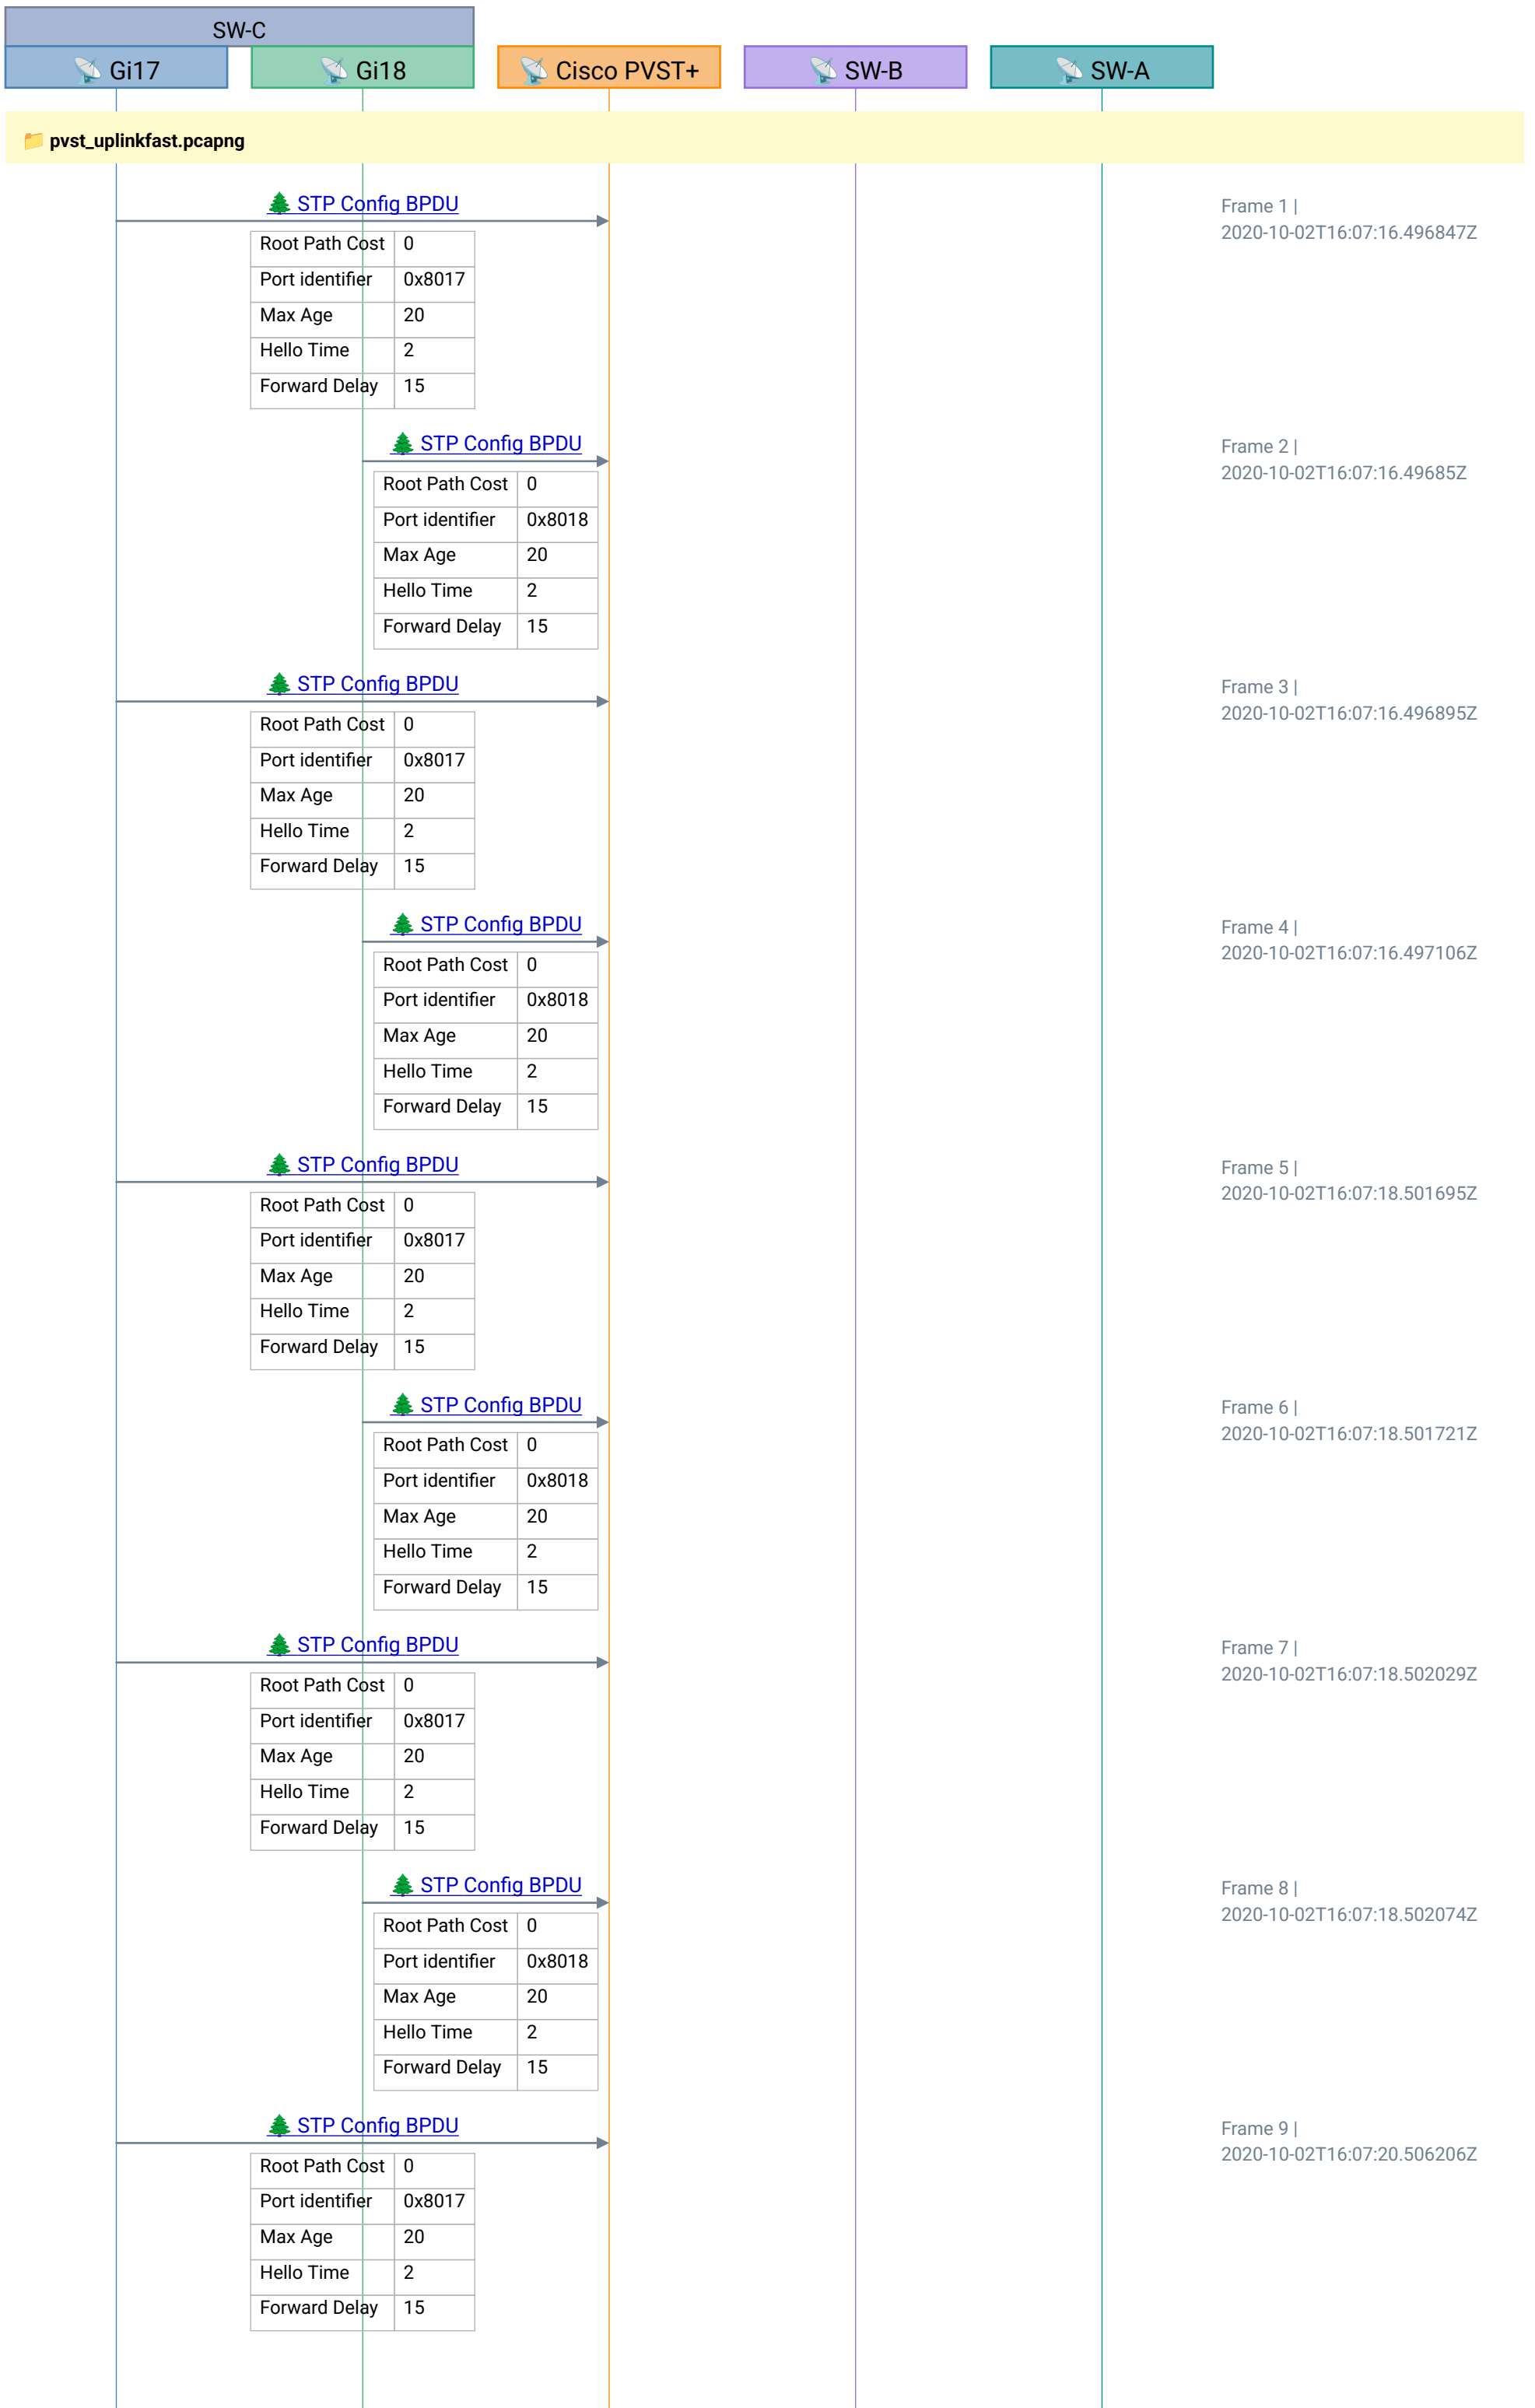 SW-C
📡 Gi17
📡 Gi18
📡 Cisco PVST+
📡 SW-B
📡 SW-A
📁 pvst_uplinkfast.pcapng
🌲 STP Config BPDU
Frame 1 |
2020-10-02T16:07:16.496847Z
Root Path Cost 0
Port identifier 0x8017
Max Age 20
Hello Time 2
Forward Delay 15
🌲 STP Config BPDU
Frame 2 |
2020-10-02T16:07:16.49685Z
Root Path Cost 0
Port identifier 0x8018
Max Age 20
Hello Time 2
Forward Delay 15
🌲 STP Config BPDU
Frame 3 |
2020-10-02T16:07:16.496895Z
Root Path Cost 0
Port identifier 0x8017
Max Age 20
Hello Time 2
Forward Delay 15
🌲 STP Config BPDU
Frame 4 |
2020-10-02T16:07:16.497106Z
Root Path Cost 0
Port identifier 0x8018
Max Age 20
Hello Time 2
Forward Delay 15
🌲 STP Config BPDU
Frame 5 |
2020-10-02T16:07:18.501695Z
Root Path Cost 0
Port identifier 0x8017
Max Age 20
Hello Time 2
Forward Delay 15
🌲 STP Config BPDU
Frame 6 |
2020-10-02T16:07:18.501721Z
Root Path Cost 0
Port identifier 0x8018
Max Age 20
Hello Time 2
Forward Delay 15
🌲 STP Config BPDU
Frame 7 |
2020-10-02T16:07:18.502029Z
Root Path Cost 0
Port identifier 0x8017
Max Age 20
Hello Time 2
Forward Delay 15
🌲 STP Config BPDU
Frame 8 |
2020-10-02T16:07:18.502074Z
Root Path Cost 0
Port identifier 0x8018
Max Age 20
Hello Time 2
Forward Delay 15
🌲 STP Config BPDU
Frame 9 |
2020-10-02T16:07:20.506206Z
Root Path Cost 0
Port identifier 0x8017
Max Age 20
Hello Time 2
Forward Delay 15